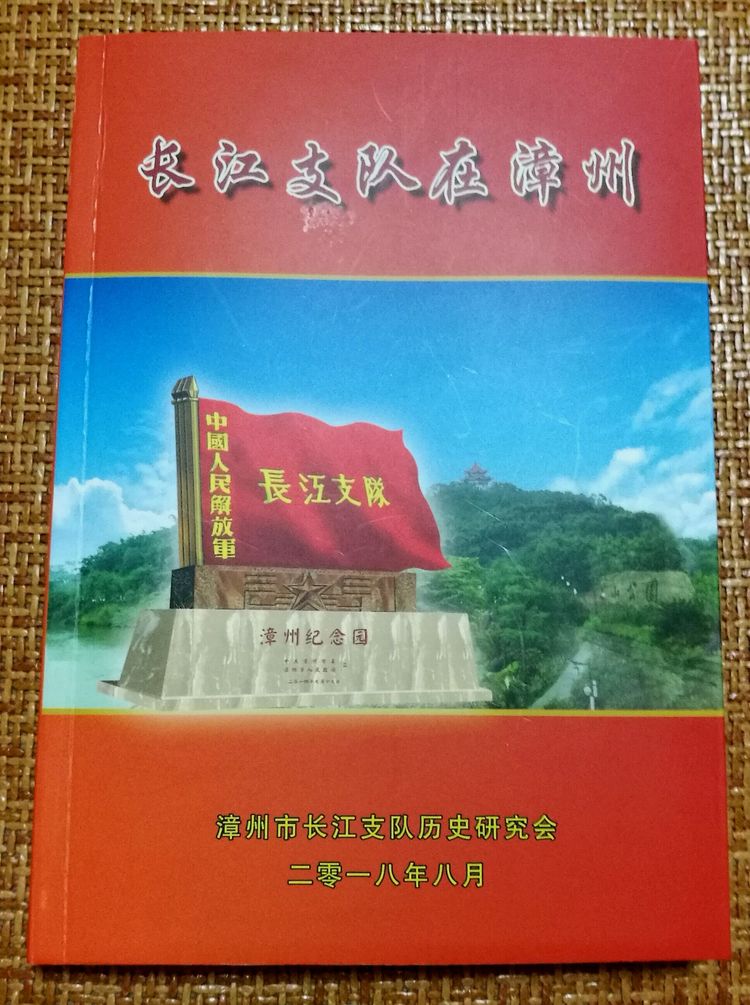 长江支队在漳州
中國人民解放軍
長江支隊
漳州纪念园
漳州市长江支队历史研究会
二零一八年八月